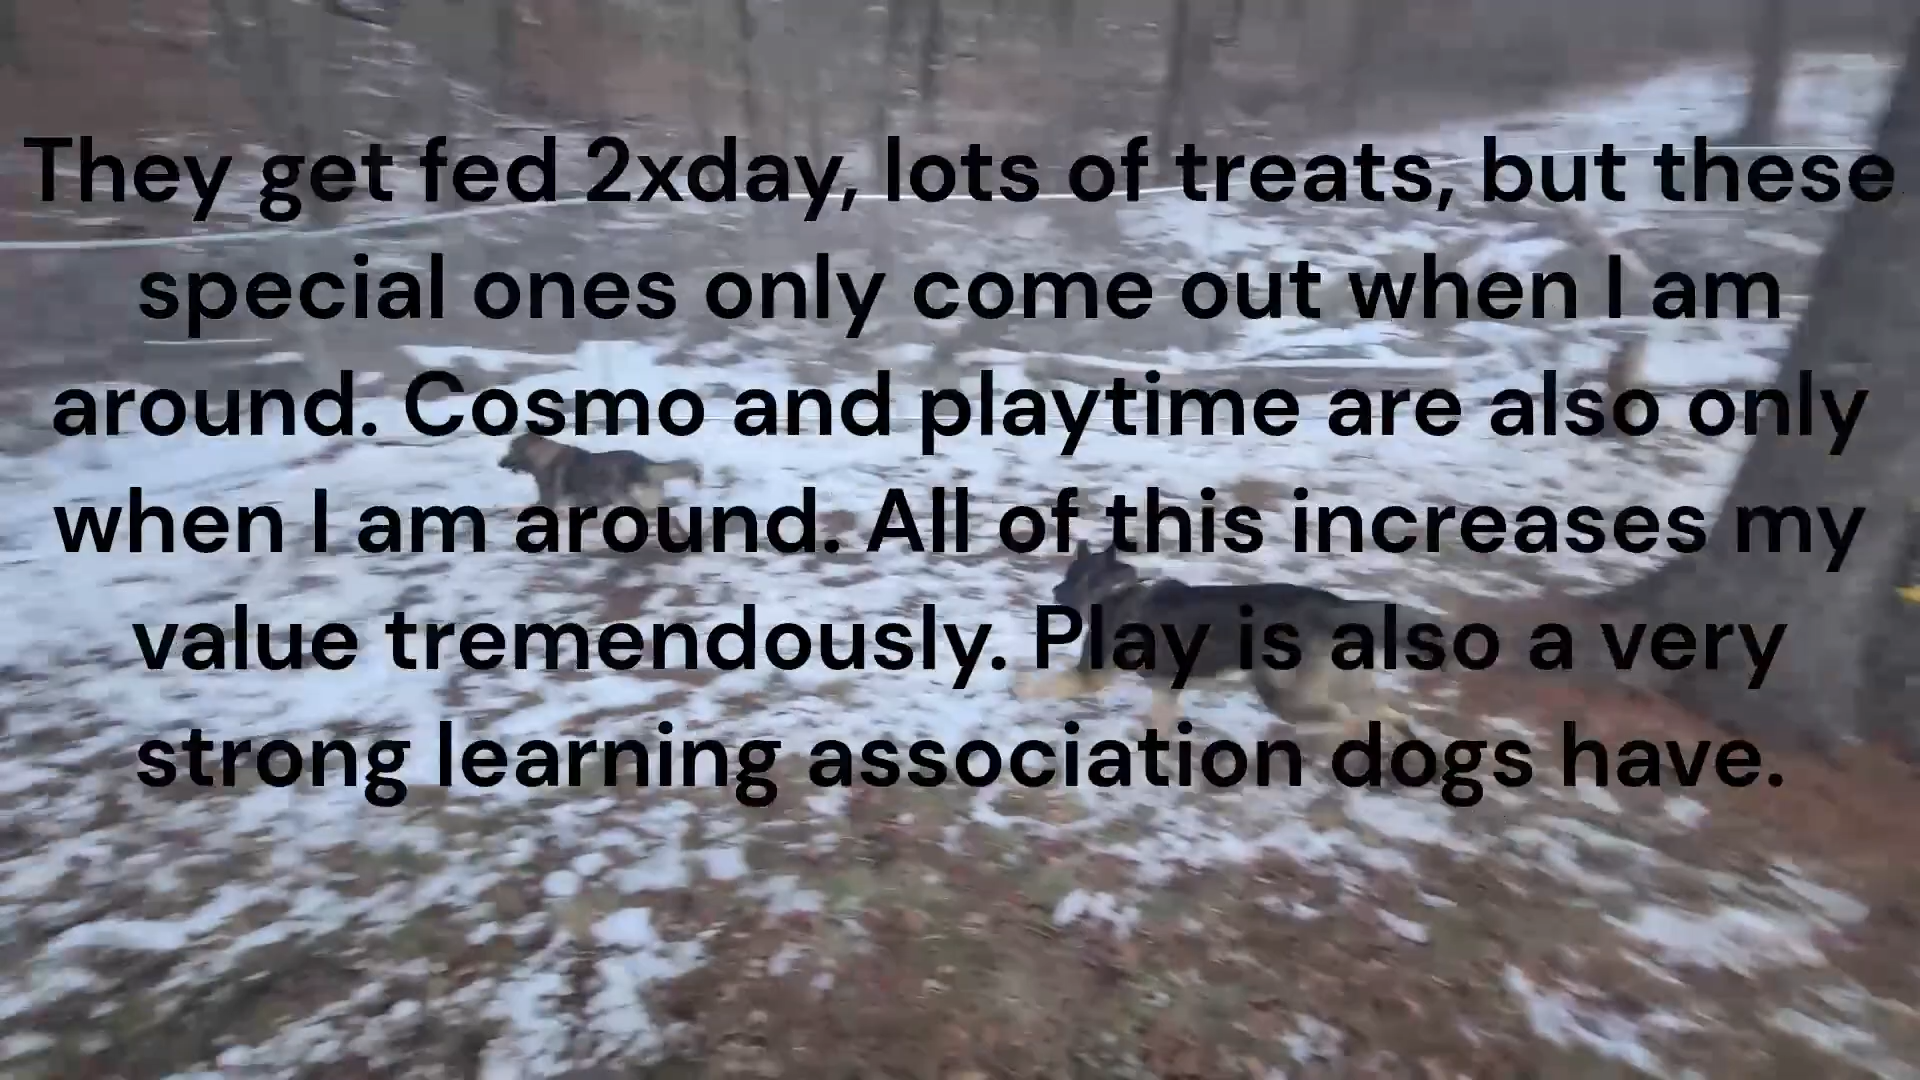 They get fed 2xday, lots of treats, but these
special ones only come out when I am
around. Cosmo and playtime are also only
when I am around. All of this increases my
value tremendously. Play is also a very
strong learning association dogs have.